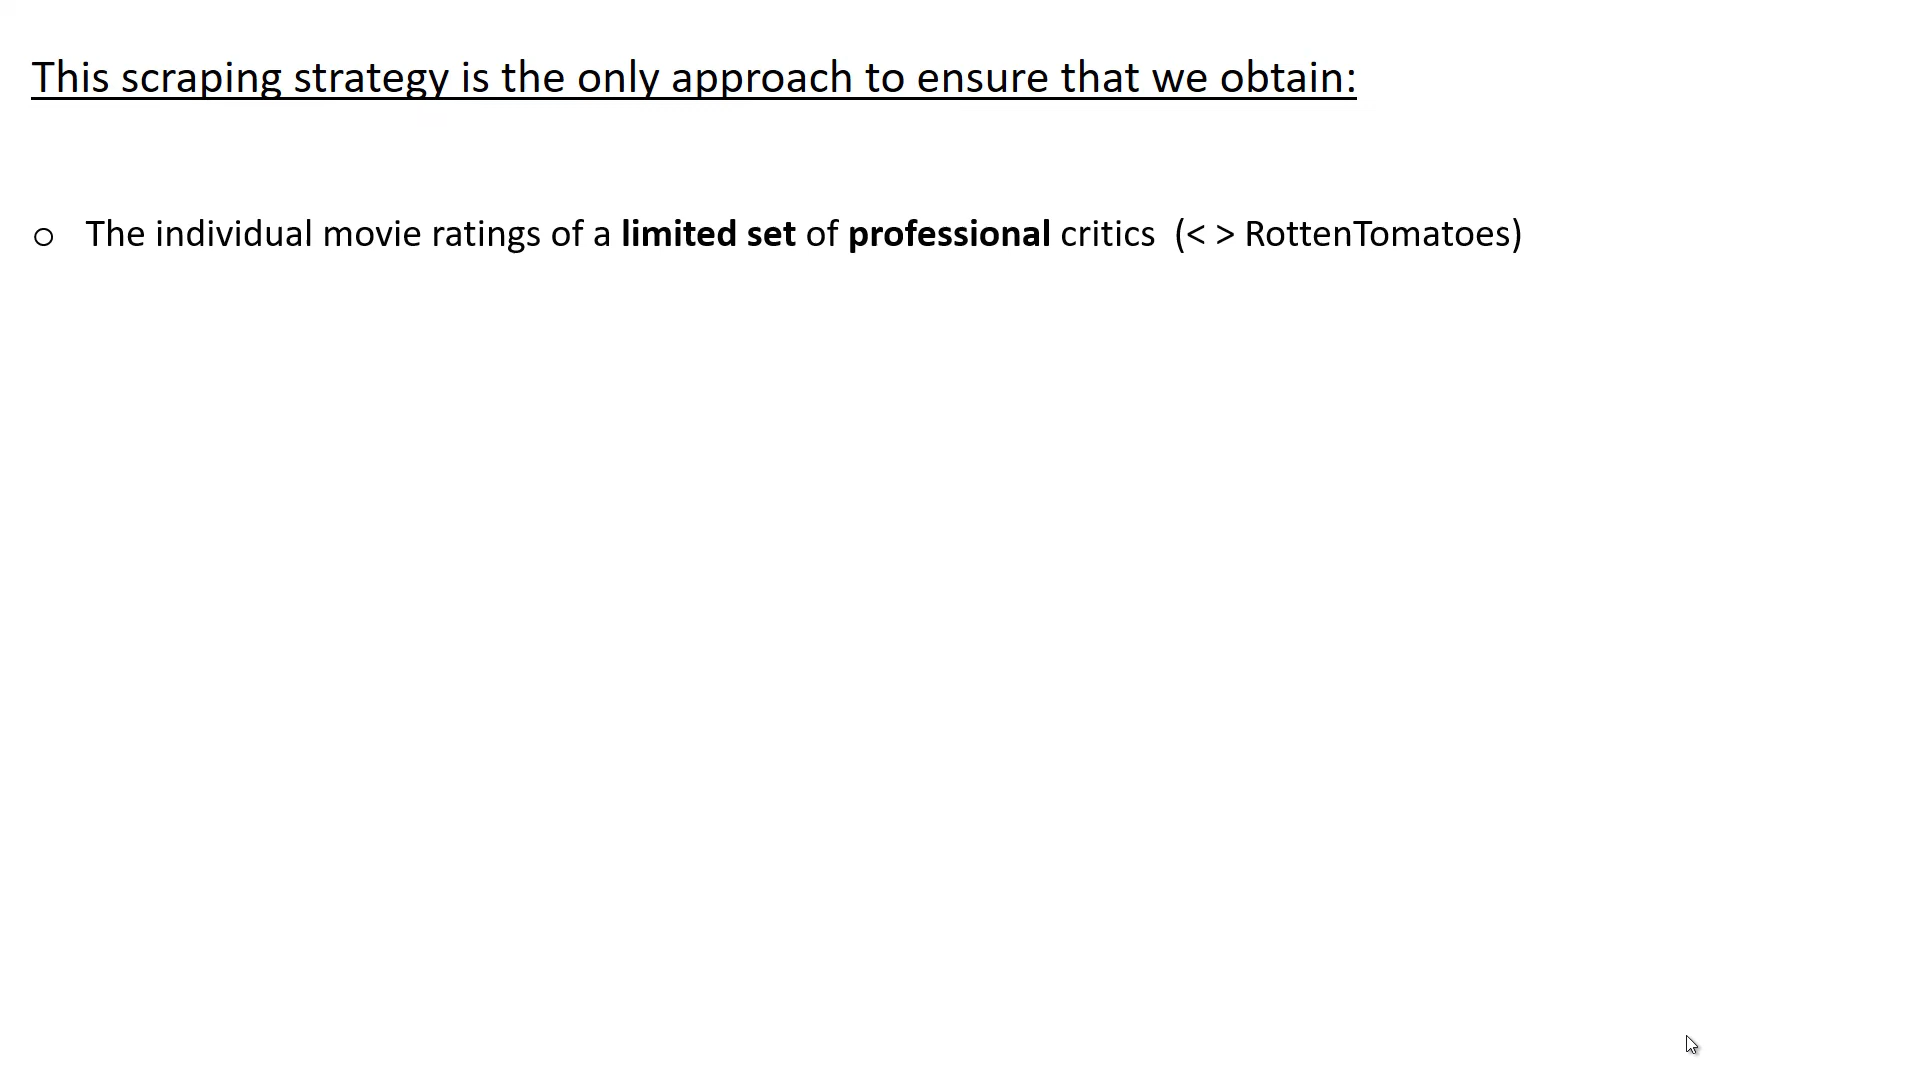 This scraping strategy is the only approach to ensure that we obtain:
○ The individual movie ratings of a limited set of professional critics (< > RottenTomatoes)